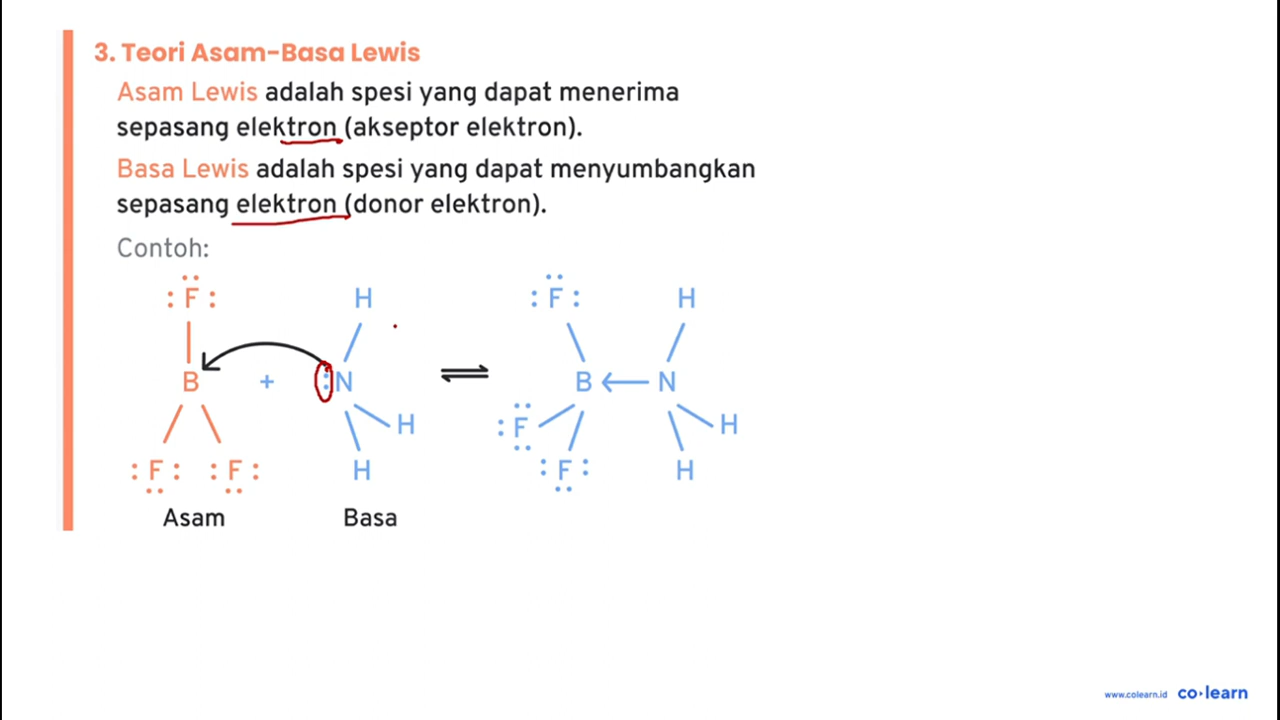 3. Teori Asam-Basa Lewis
Asam Lewis adalah spesi yang dapat menerima
sepasang elektron (akseptor elektron).
Basa Lewis adalah spesi yang dapat menyumbangkan
sepasang elektron (donor elektron).
Contoh:
:F: H :F: H
B + :N ⇌ B ← N
H :F H
:F: :F: H :F: H
Asam Basa
www.colearn.id co·learn